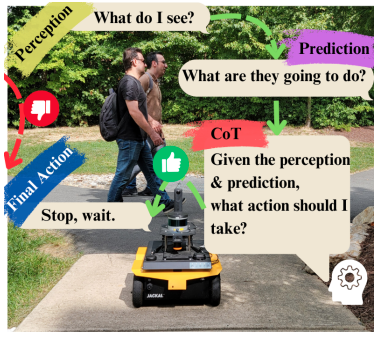 Perception
What do I see?
Prediction
What are they going to do?
CoT
Given the perception
& prediction,
what action should I
take?
Final Action
Stop, wait.
JACKAL